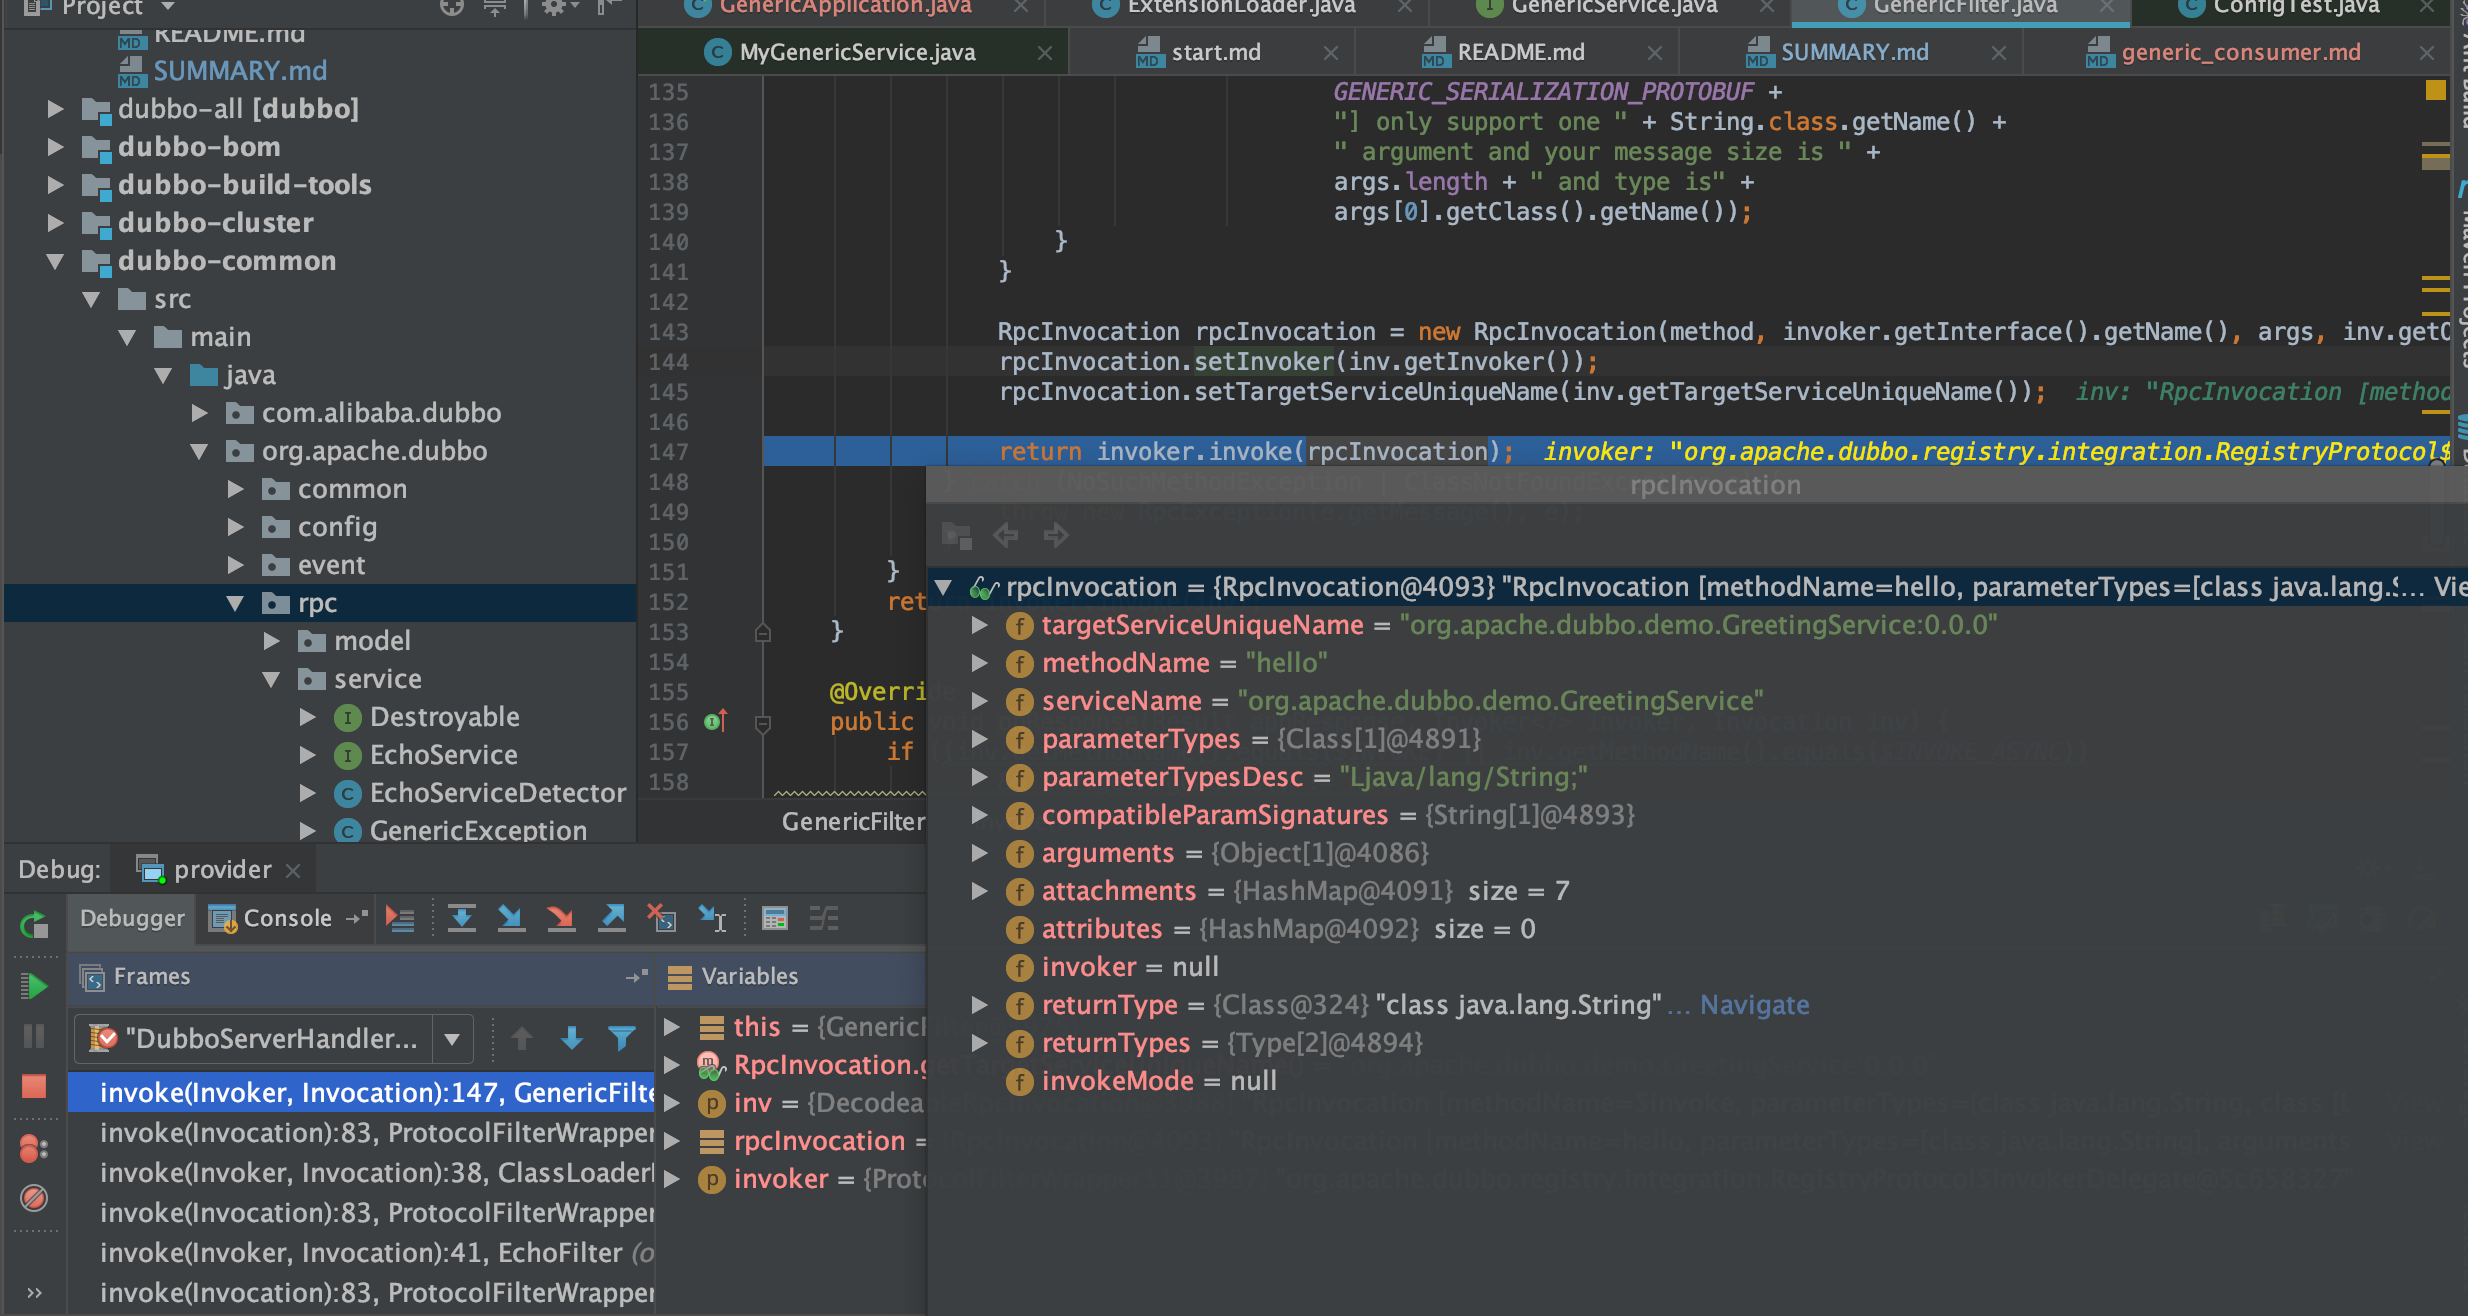 Project
GenericApplication.java
ExtensionLoader.java
GenericService.java
GenericFilter.java
ConfigTest.java
MyGenericService.java
start.md
README.md
SUMMARY.md
generic_consumer.md
README.md
SUMMARY.md
dubbo-all [dubbo]
dubbo-bom
dubbo-build-tools
dubbo-cluster
dubbo-common
src
main
java
com.alibaba.dubbo
org.apache.dubbo
common
config
event
rpc
model
service
Destroyable
EchoService
EchoServiceDetector
GenericException
135 GENERIC_SERIALIZATION_PROTOBUF +
136 "] only support one " + String.class.getName() +
137 " argument and your message size is " +
138 args.length + " and type is" +
139 args[0].getClass().getName());
140 }
141 }
142
143 RpcInvocation rpcInvocation = new RpcInvocation(method, invoker.getInterface().getName(), args, inv.get
144 rpcInvocation.setInvoker(inv.getInvoker());
145 rpcInvocation.setTargetServiceUniqueName(inv.getTargetServiceUniqueName()); inv: "RpcInvocation [method
146
147 return invoker.invoke(rpcInvocation); invoker: "org.apache.dubbo.registry.integration.RegistryProtocol$
148
149
150
151 }
152 ret
153 }
154
155 @Overri
156 public
157 if
158
GenericFilter
rpcInvocation
rpcInvocation = {RpcInvocation@4093} "RpcInvocation [methodName=hello, parameterTypes=[class java.lang.S... Vie
targetServiceUniqueName = "org.apache.dubbo.demo.GreetingService:0.0.0"
methodName = "hello"
serviceName = "org.apache.dubbo.demo.GreetingService"
parameterTypes = {Class[1]@4891}
parameterTypesDesc = "Ljava/lang/String;"
compatibleParamSignatures = {String[1]@4893}
arguments = {Object[1]@4086}
attachments = {HashMap@4091} size = 7
attributes = {HashMap@4092} size = 0
invoker = null
returnType = {Class@324} "class java.lang.String" ... Navigate
returnTypes = {Type[2]@4894}
invokeMode = null
Debug: provider
Debugger Console
Frames
"DubboServerHandler...
invoke(Invoker, Invocation):147, GenericFilte
invoke(Invocation):83, ProtocolFilterWrapper
invoke(Invoker, Invocation):38, ClassLoader
invoke(Invocation):83, ProtocolFilterWrapper
invoke(Invoker, Invocation):41, EchoFilter (o
invoke(Invocation):83, ProtocolFilterWrapper
Variables
this = {GenericF
RpcInvocation.g
inv = {Decodea
rpcInvocation =
invoker = {Proto